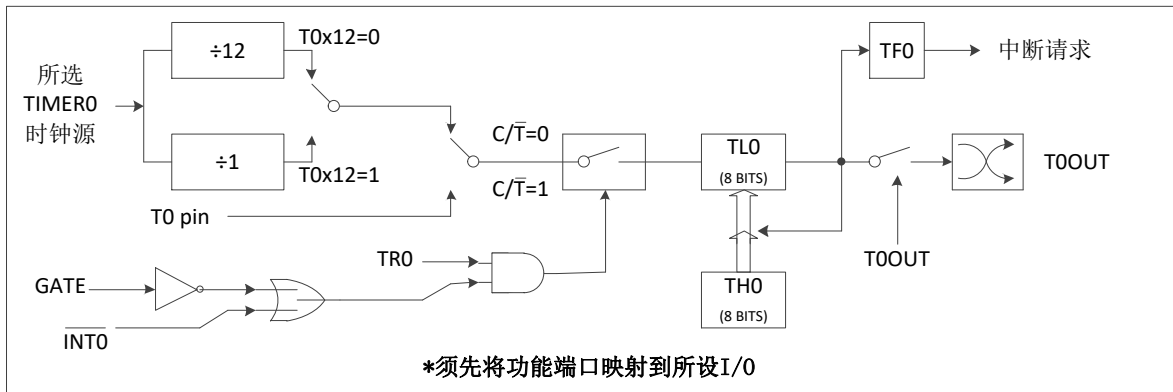 ÷12
T0x12=0
所选
TIMER0
时钟源
÷1
T0x12=1
T0 pin
C/T̅=0
C/T̅=1
TL0
(8 BITS)
TF0
中断请求
T0OUT
T0OUT
TR0
GATE
I̅N̅T̅0̅
TH0
(8 BITS)
*须先将功能端口映射到所设I/O